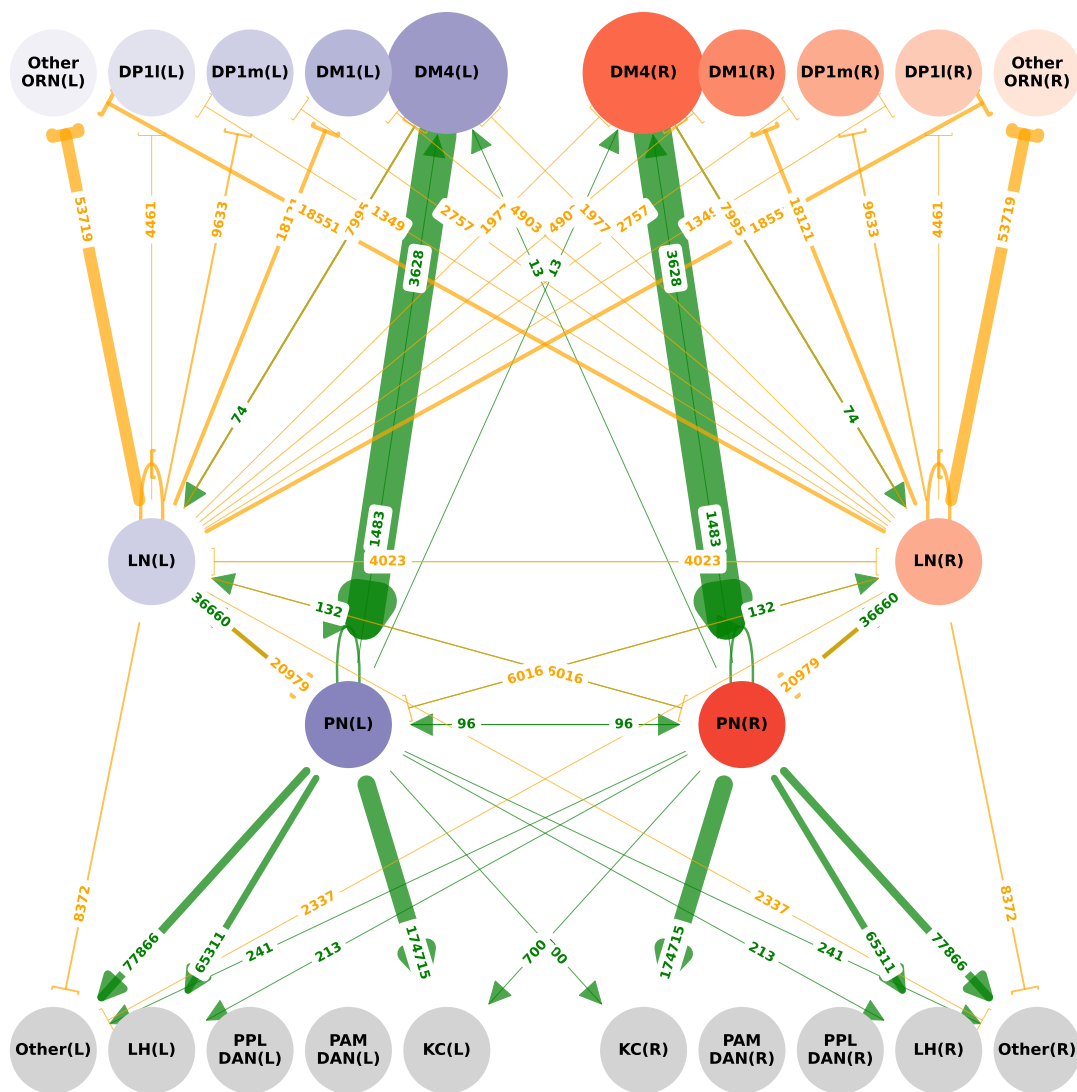 Other
ORN(L)
DP1l(L)
DP1m(L)
DM1(L)
DM4(L)
DM4(R)
DM1(R)
DP1m(R)
DP1l(R)
Other
ORN(R)
53719
4461
9633
18551
7995
1349
2757
4903
1977
2757
7995
18121
9633
4461
53719
3628
13
13
3628
74
74
1483
1483
LN(L)
4023
4023
LN(R)
36660
132
132
36660
20979
6016
6016
20979
PN(L)
96
96
PN(R)
8372
2337
2337
8372
77866
65311
241
213
174715
700
174715
213
241
65311
77866
Other(L)
LH(L)
PPL
DAN(L)
PAM
DAN(L)
KC(L)
KC(R)
PAM
DAN(R)
PPL
DAN(R)
LH(R)
Other(R)